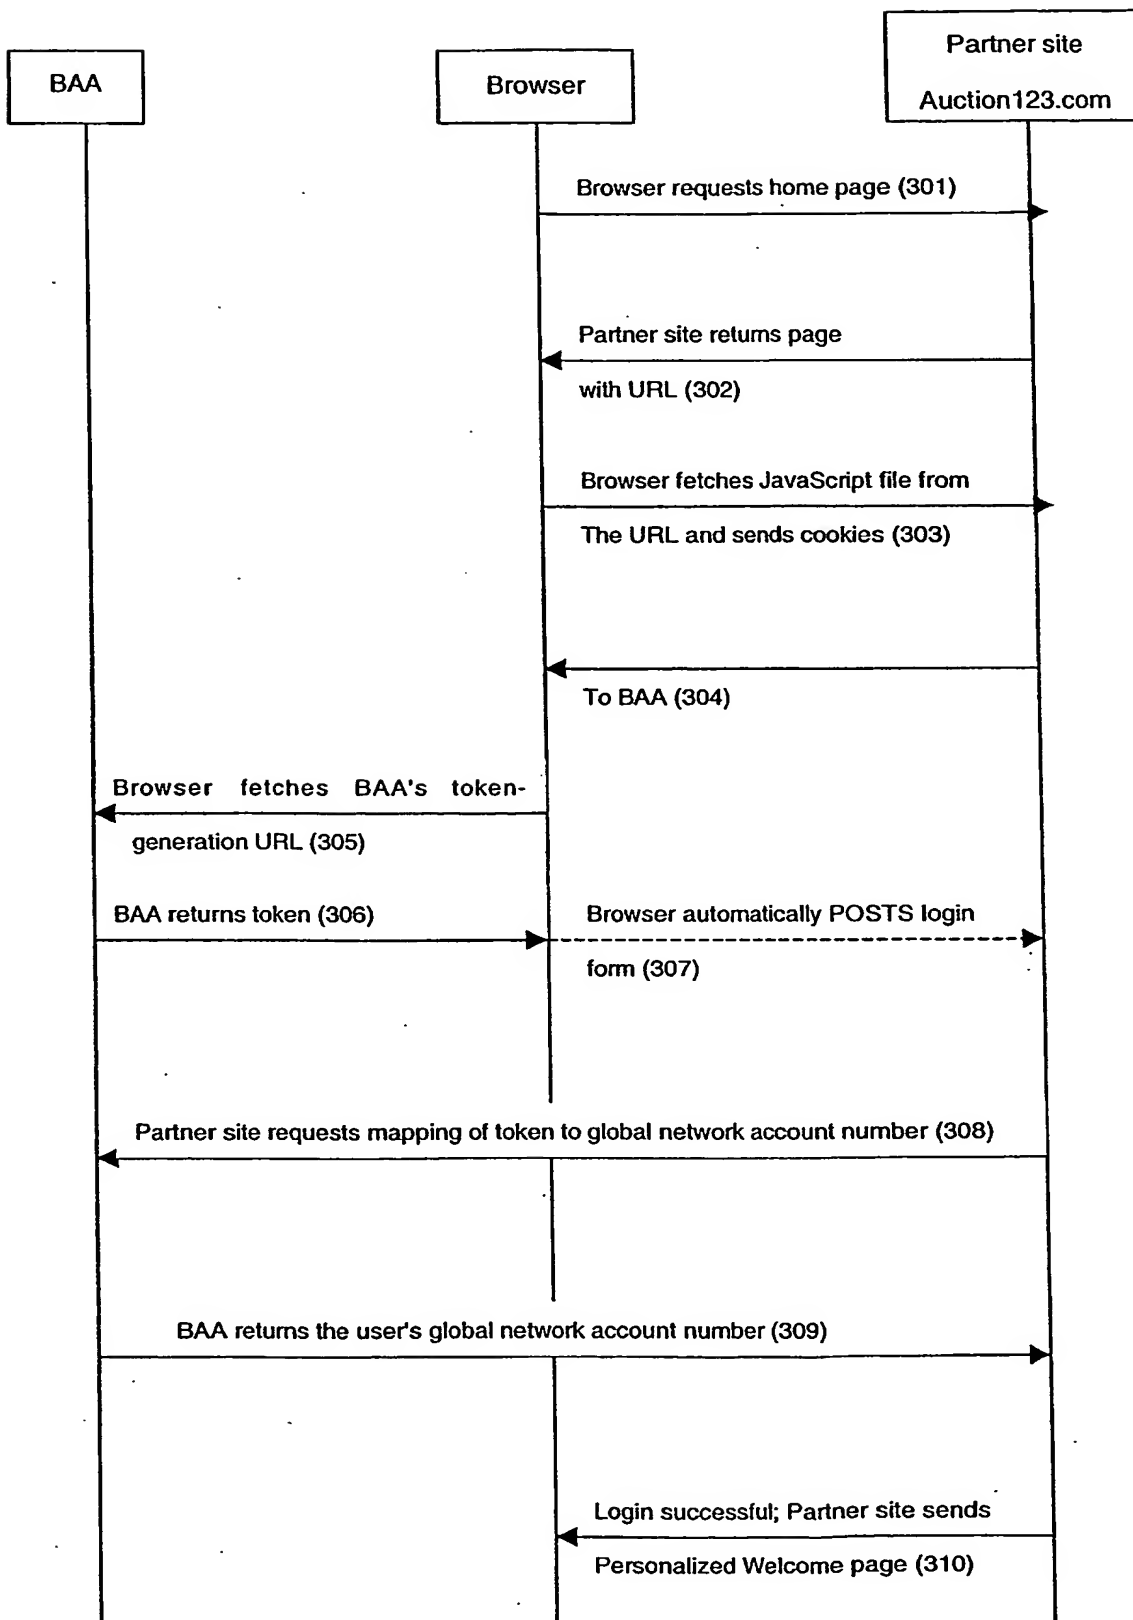 BAA
Browser
Partner site
Auction123.com
Browser requests home page (301)
Partner site returns page
with URL (302)
Browser fetches JavaScript file from
The URL and sends cookies (303)
To BAA (304)
Browser fetches BAA's token-
generation URL (305)
BAA returns token (306)
Browser automatically POSTS login
form (307)
Partner site requests mapping of token to global network account number (308)
BAA returns the user's global network account number (309)
Login successful; Partner site sends
Personalized Welcome page (310)